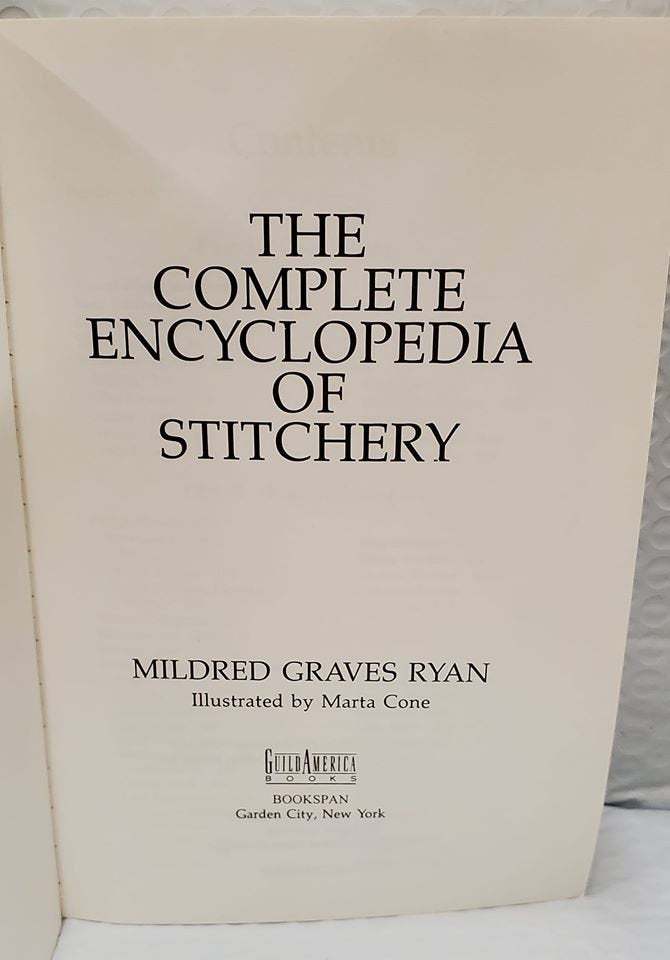 Contents
THE
COMPLETE
ENCYCLOPEDIA
OF
STITCHERY
MILDRED GRAVES RYAN
Illustrated by Marta Cone
GUILDAMERICA
BOOKS
BOOKSPAN
Garden City, New York